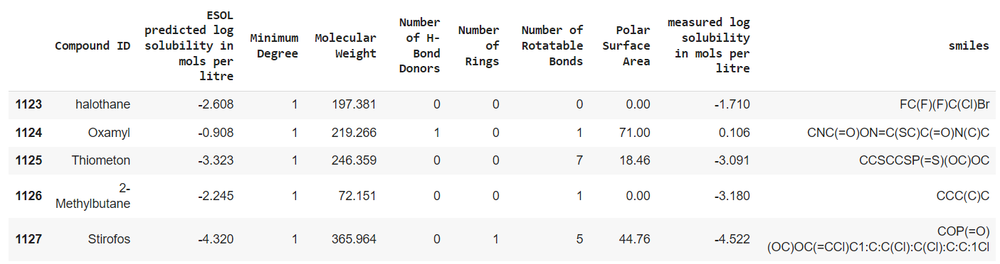 Compound ID ESOL predicted log solubility in mols per litre Minimum Degree Molecular Weight Number of H-Bond Donors Number of Rings Number of Rotatable Bonds Polar Surface Area measured log solubility in mols per litre smiles
1123 halothane -2.608 1 197.381 0 0 0 0.00 -1.710 FC(F)(F)C(Cl)Br
1124 Oxamyl -0.908 1 219.266 1 0 1 71.00 0.106 CNC(=O)ON=C(SC)C(=O)N(C)C
1125 Thiometon -3.323 1 246.359 0 0 7 18.46 -3.091 CCSCCSP(=S)(OC)OC
1126 2-Methylbutane -2.245 1 72.151 0 0 1 0.00 -3.180 CCC(C)C
1127 Stirofos -4.320 1 365.964 0 1 5 44.76 -4.522 COP(=O)
(OC)OC(=CCl)C1:C:C(Cl):C(Cl):C:C:1Cl